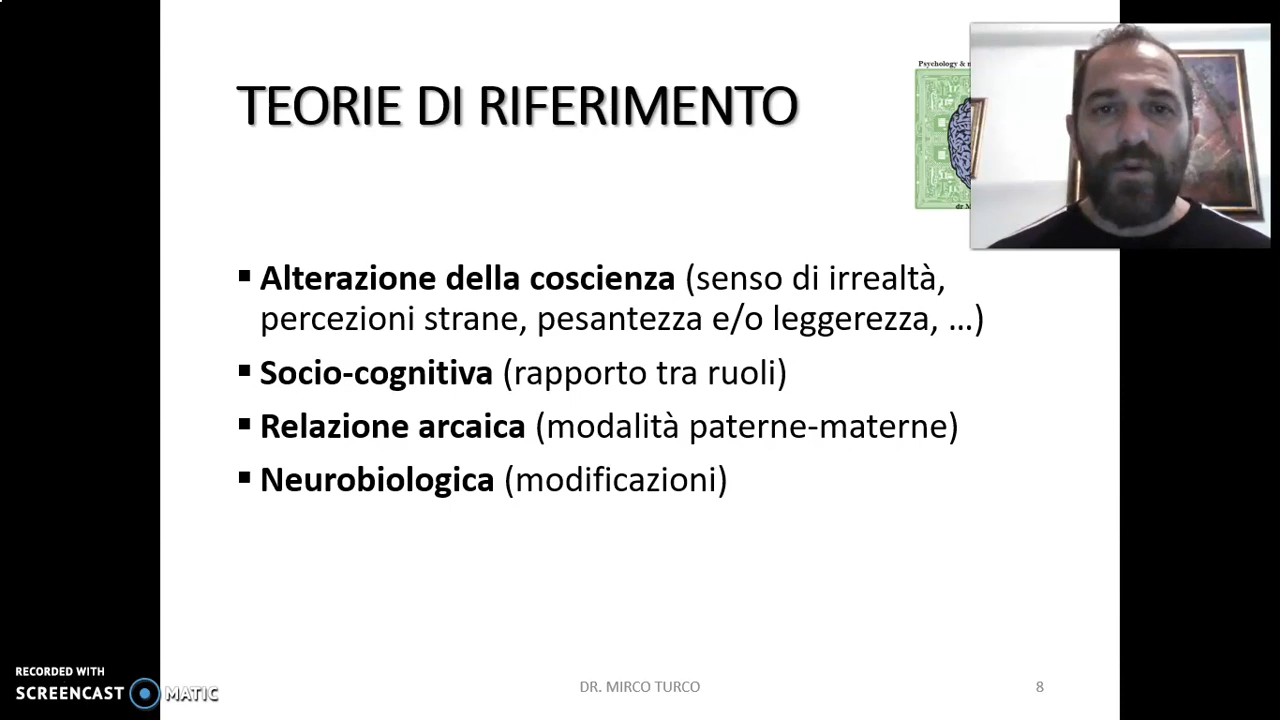 TEORIE DI RIFERIMENTO
Psychology &
▪ Alterazione della coscienza (senso di irrealtà,
percezioni strane, pesantezza e/o leggerezza, ...)
▪ Socio-cognitiva (rapporto tra ruoli)
▪ Relazione arcaica (modalità paterne-materne)
▪ Neurobiologica (modificazioni)
RECORDED WITH
SCREENCAST MATIC
DR. MIRCO TURCO
8